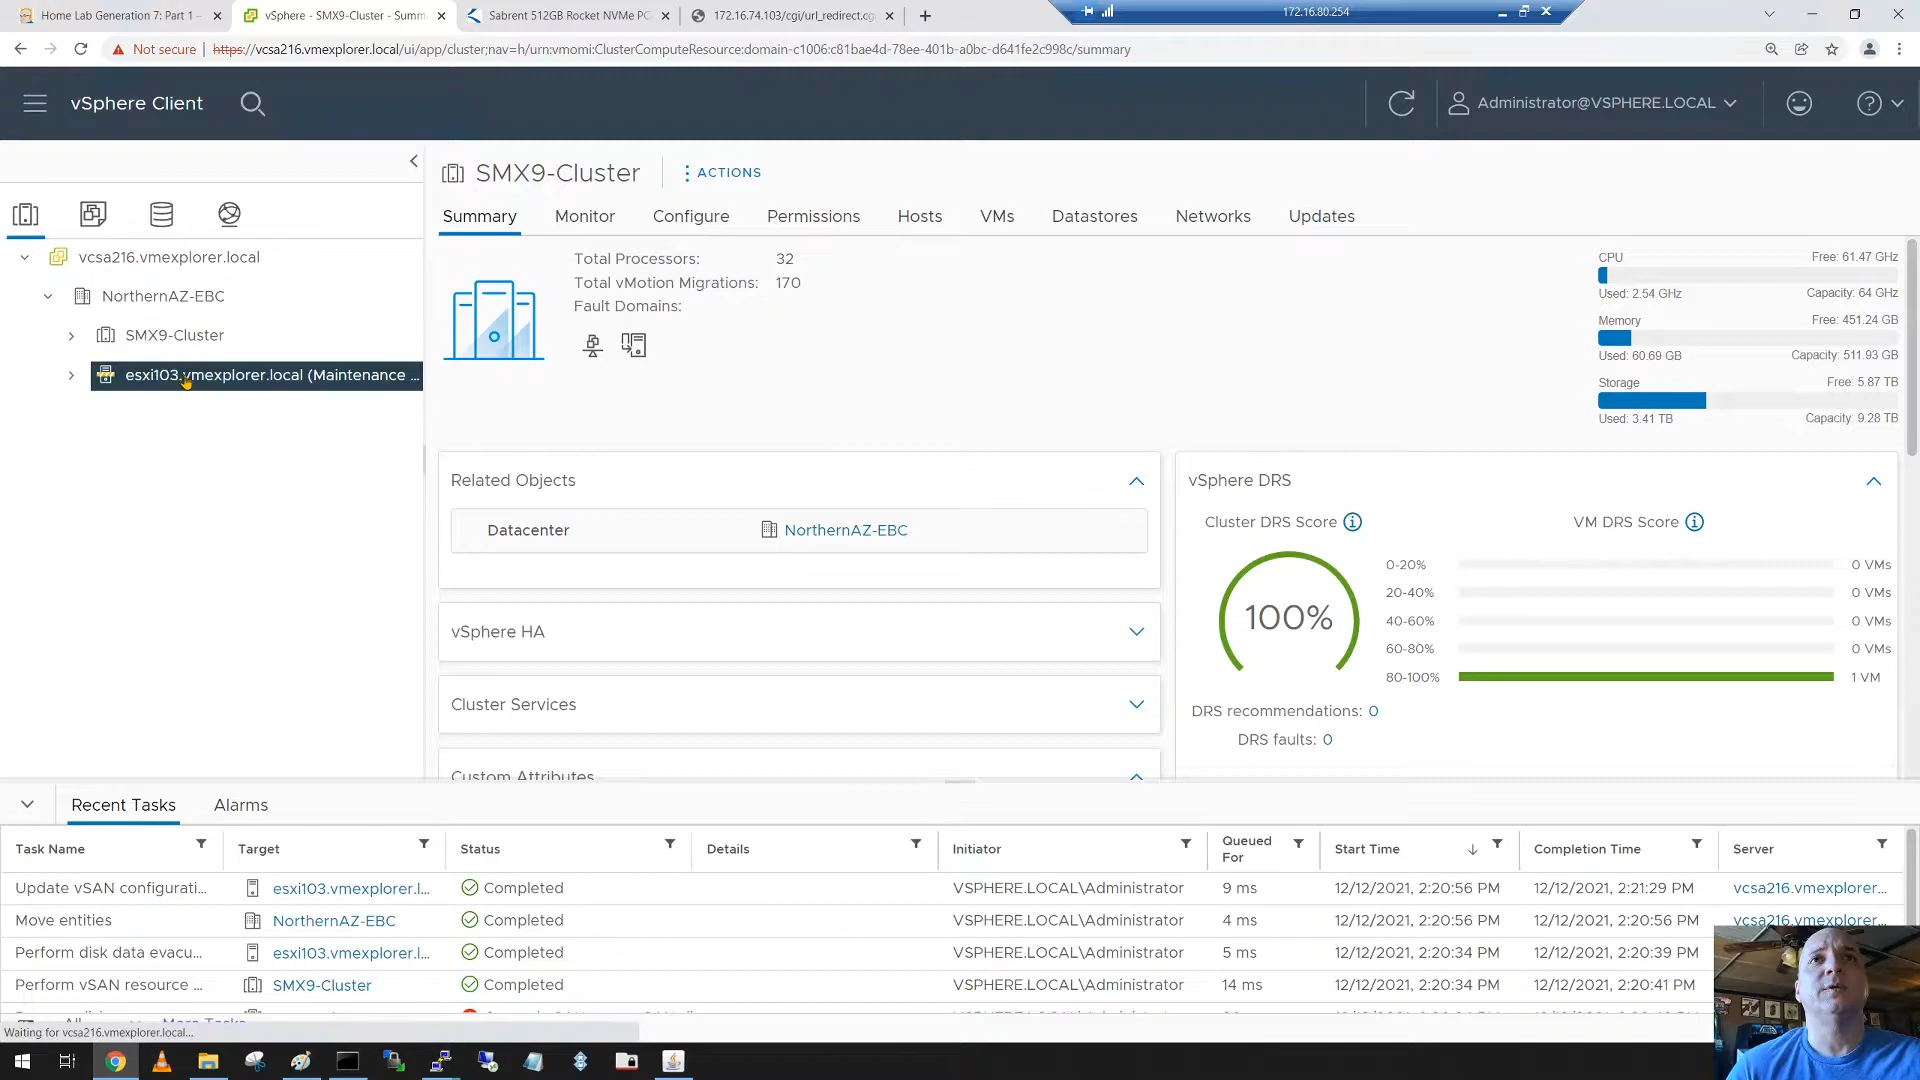 Home Lab Generation 7: Part 1 –
vSphere - SMX9-Cluster - Summ
Sabrent 512GB Rocket NVMe PC
172.16.74.103/cgi/url_redirect.cg
172.16.80.254
Not secure
https://vcsa216.vmexplorer.local/ui/app/cluster;nav=h/urn:vmomi:ClusterComputeResource:domain-c1006:c81bae4d-78ee-401b-a0bc-d641fe2c998c/summary
vSphere Client
Administrator@VSPHERE.LOCAL
vcsa216.vmexplorer.local
NorthernAZ-EBC
SMX9-Cluster
esxi103.vmexplorer.local (Maintenance ...
SMX9-Cluster
ACTIONS
Summary Monitor Configure Permissions Hosts VMs Datastores Networks Updates
Total Processors: 32
Total vMotion Migrations: 170
Fault Domains:
CPU Free: 61.47 GHz
Used: 2.54 GHz Capacity: 64 GHz
Memory Free: 451.24 GB
Used: 60.69 GB Capacity: 511.93 GB
Storage Free: 5.87 TB
Used: 3.41 TB Capacity: 9.28 TB
Related Objects
Datacenter NorthernAZ-EBC
vSphere HA
Cluster Services
Custom Attributes
vSphere DRS
Cluster DRS Score
VM DRS Score
100%
0-20% 0 VMs
20-40% 0 VMs
40-60% 0 VMs
60-80% 0 VMs
80-100% 1 VM
DRS recommendations: 0
DRS faults: 0
Recent Tasks Alarms
Task Name Target Status Details Initiator Queued For Start Time Completion Time Server
Update vSAN configurati... esxi103.vmexplorer.l... Completed VSPHERE.LOCAL\Administrator 9 ms 12/12/2021, 2:20:56 PM 12/12/2021, 2:21:29 PM vcsa216.vmexplorer...
Move entities NorthernAZ-EBC Completed VSPHERE.LOCAL\Administrator 4 ms 12/12/2021, 2:20:56 PM 12/12/2021, 2:20:56 PM vcsa216.vmexplorer...
Perform disk data evacu... esxi103.vmexplorer.l... Completed VSPHERE.LOCAL\Administrator 5 ms 12/12/2021, 2:20:34 PM 12/12/2021, 2:20:39 PM
Perform vSAN resource ... SMX9-Cluster Completed VSPHERE.LOCAL\Administrator 14 ms 12/12/2021, 2:20:34 PM 12/12/2021, 2:20:41 PM
All More Tasks
Waiting for vcsa216.vmexplorer.local...